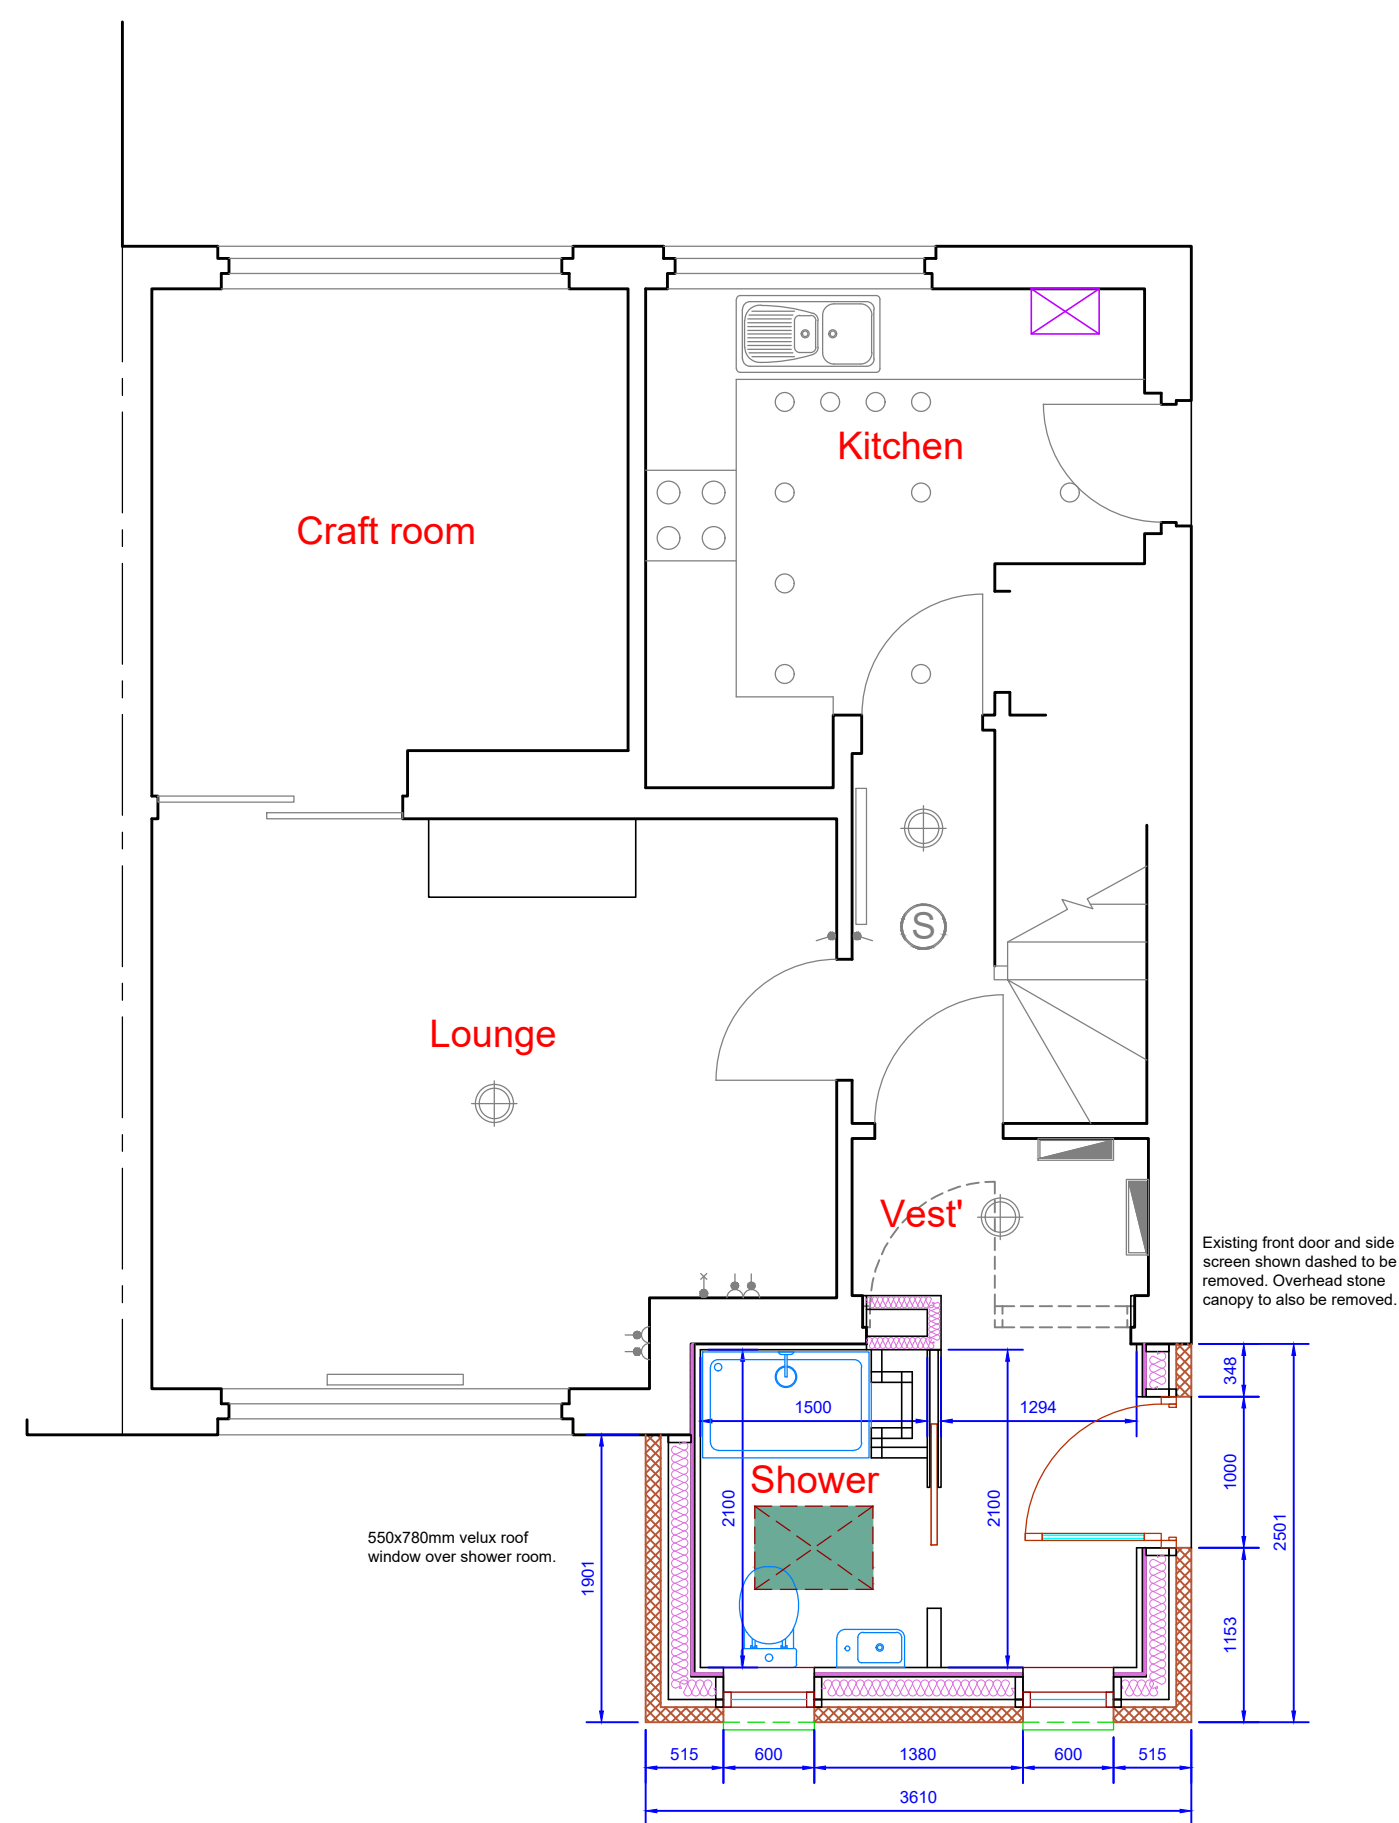 Kitchen
Craft room
S
Lounge
Vest'
Existing front door and side
screen shown dashed to be
removed. Overhead stone
canopy to also be removed.
348
1500
1294
1000
Shower
2100
2100
2501
550x780mm velux roof
window over shower room.
1901
1153
515
600
1380
600
515
3610